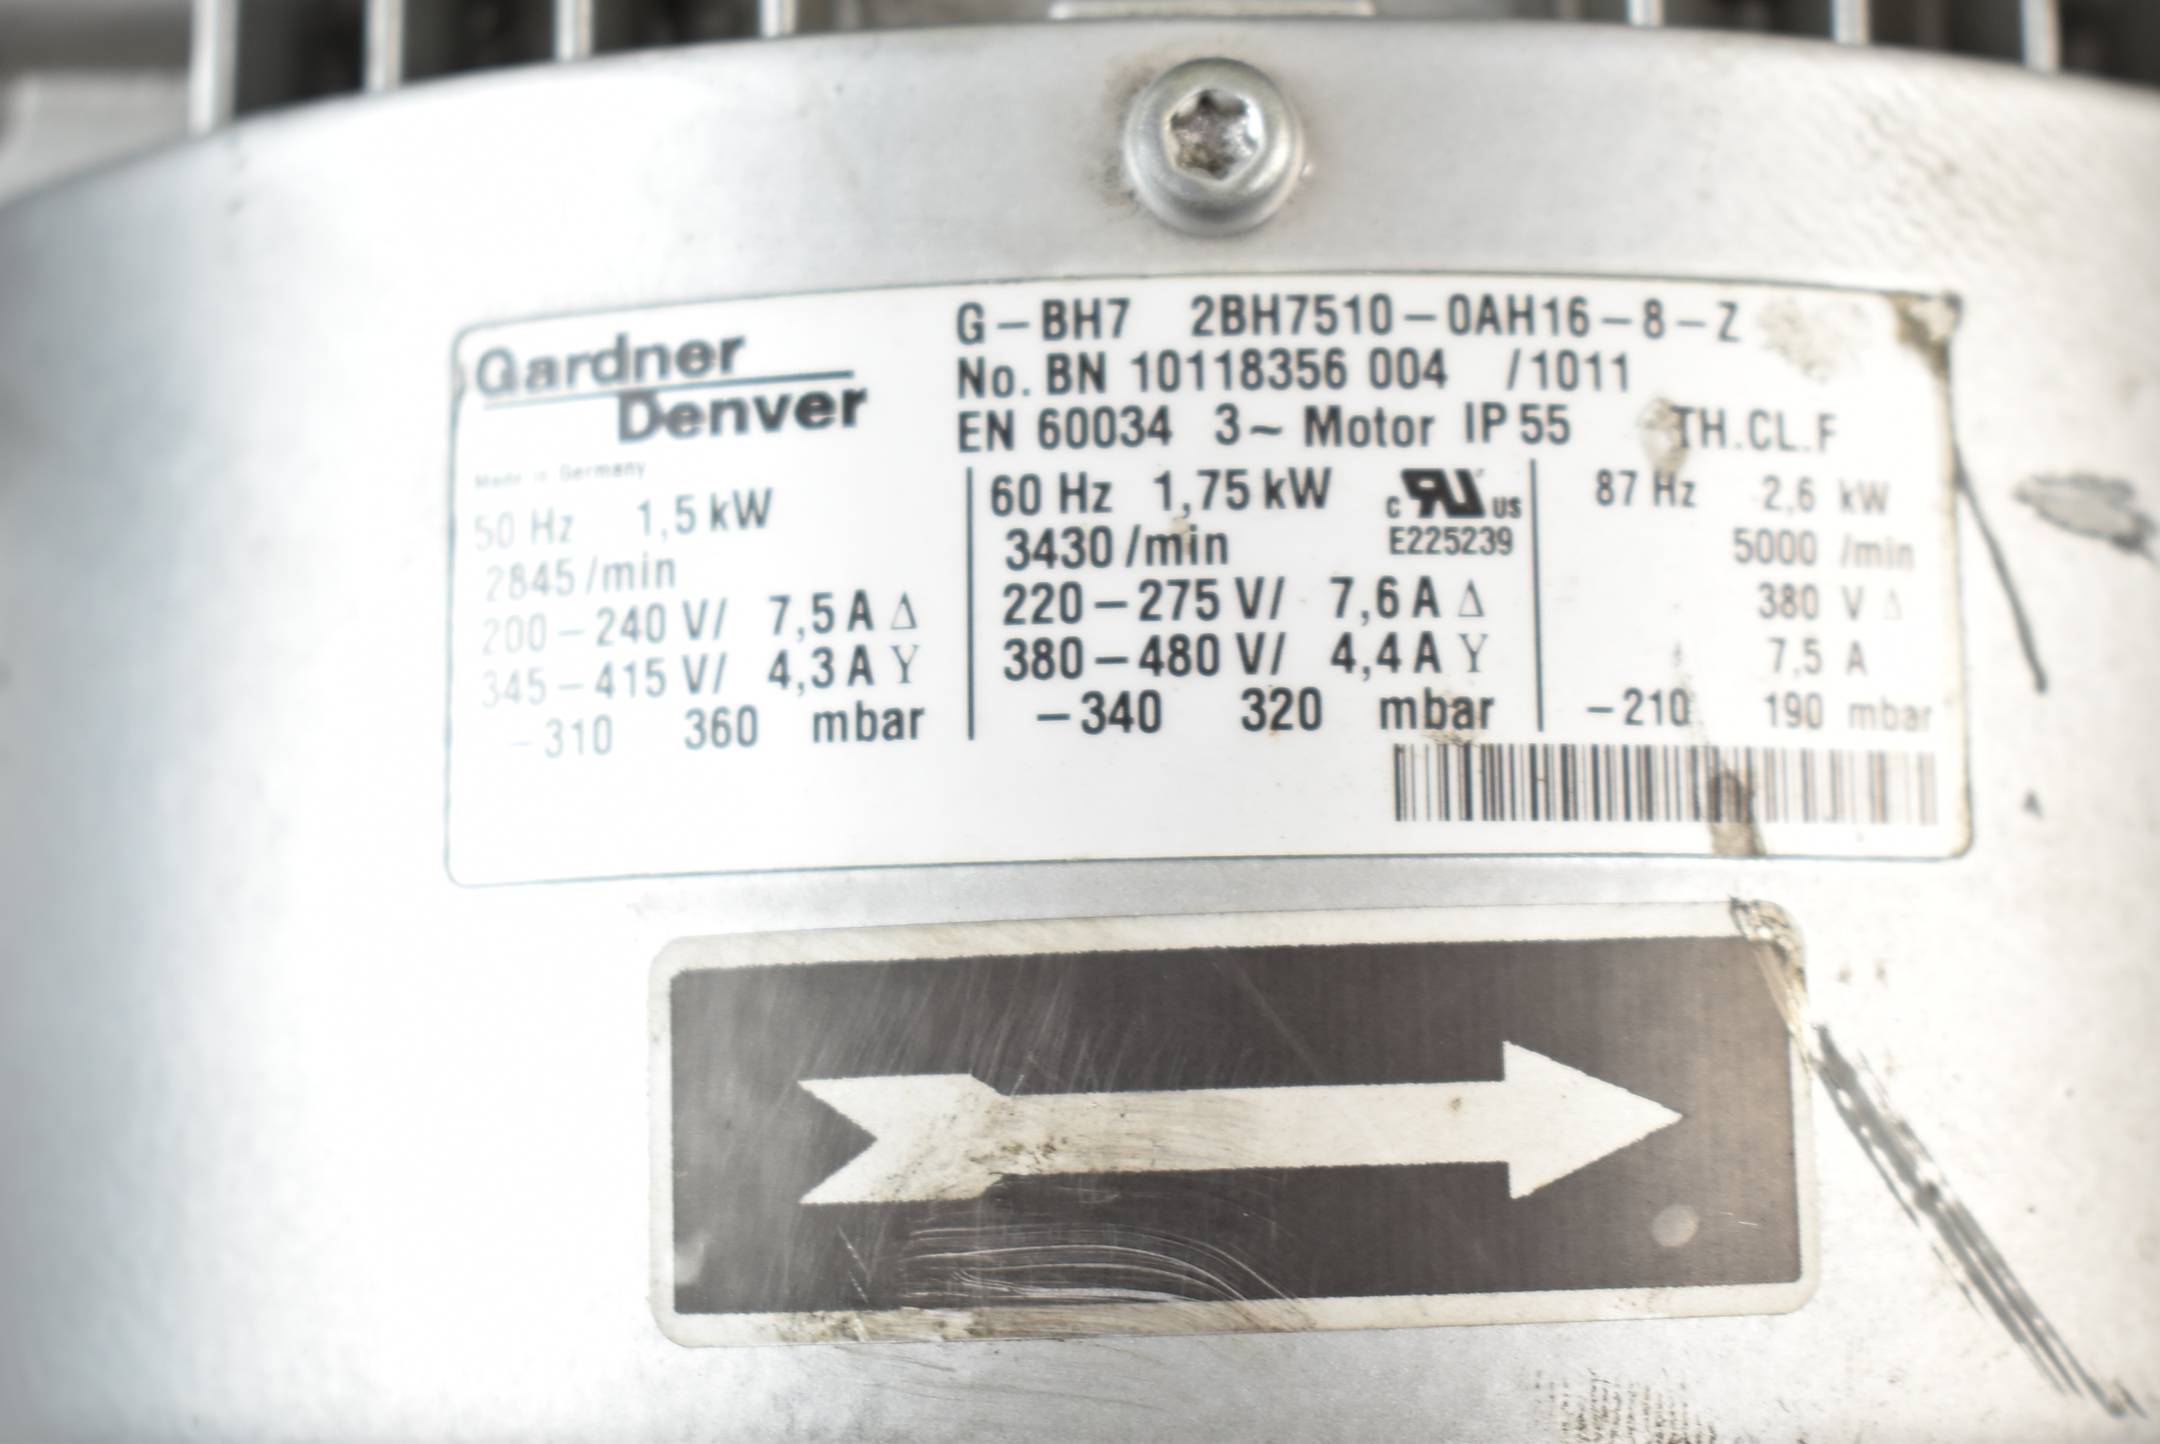 Gardner
Denver
Made in Germany
G-BH7 2BH7510-0AH16-8-Z
No. BN 10118356 004 /1011
EN 60034 3~ Motor IP 55 TH.CL.F
50 Hz 1,5 kW
2845 /min
200-240 V/ 7,5 A Δ
345-415 V/ 4,3 A Y
-310 360 mbar
60 Hz 1,75 kW
c RU us
E225239
3430 /min
220-275 V/ 7,6 A Δ
380-480 V/ 4,4 A Y
-340 320 mbar
87 Hz 2,6 kW
5000 /min
380 V Δ
7,5 A
-210 190 mbar